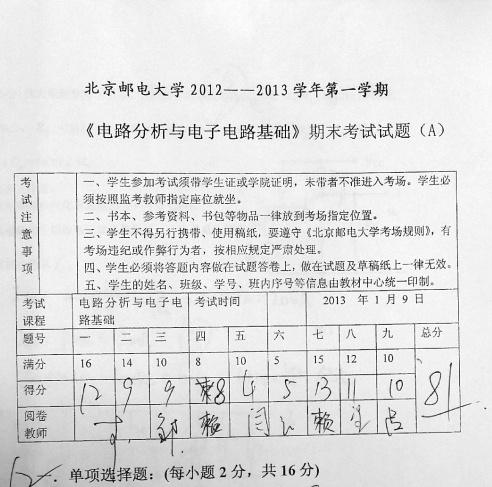 北京邮电大学 2012——2013 学年第一学期
《电路分析与电子电路基础》期末考试试题（A）
考试注意事项
一、学生参加考试须带学生证或学院证明，未带者不准进入考场。学生必
须按照监考教师指定座位就坐。
二、书本、参考资料、书包等物品一律放到考场指定位置。
三、学生不得另行携带、使用稿纸，要遵守《北京邮电大学考场规则》，有
考场违纪或作弊行为者，按相应规定严肃处理。
四、学生必须将答题内容做在试题答卷上，做在试题及草稿纸上一律无效。
五、学生的姓名、班级、学号、班内序号等信息由教材中心统一印制。
考试课程 电路分析与电子电路基础 考试时间 2013 年 1 月 9 日
题号 一 二 三 四 五 六 七 八 九 总分
满分 16 14 10 8 10 5 15 12 10
得分 12 9 9 8 4 5 13 11 10 81
阅卷教师 赖 闫 赖
一. 单项选择题：(每小题 2 分，共 16 分)